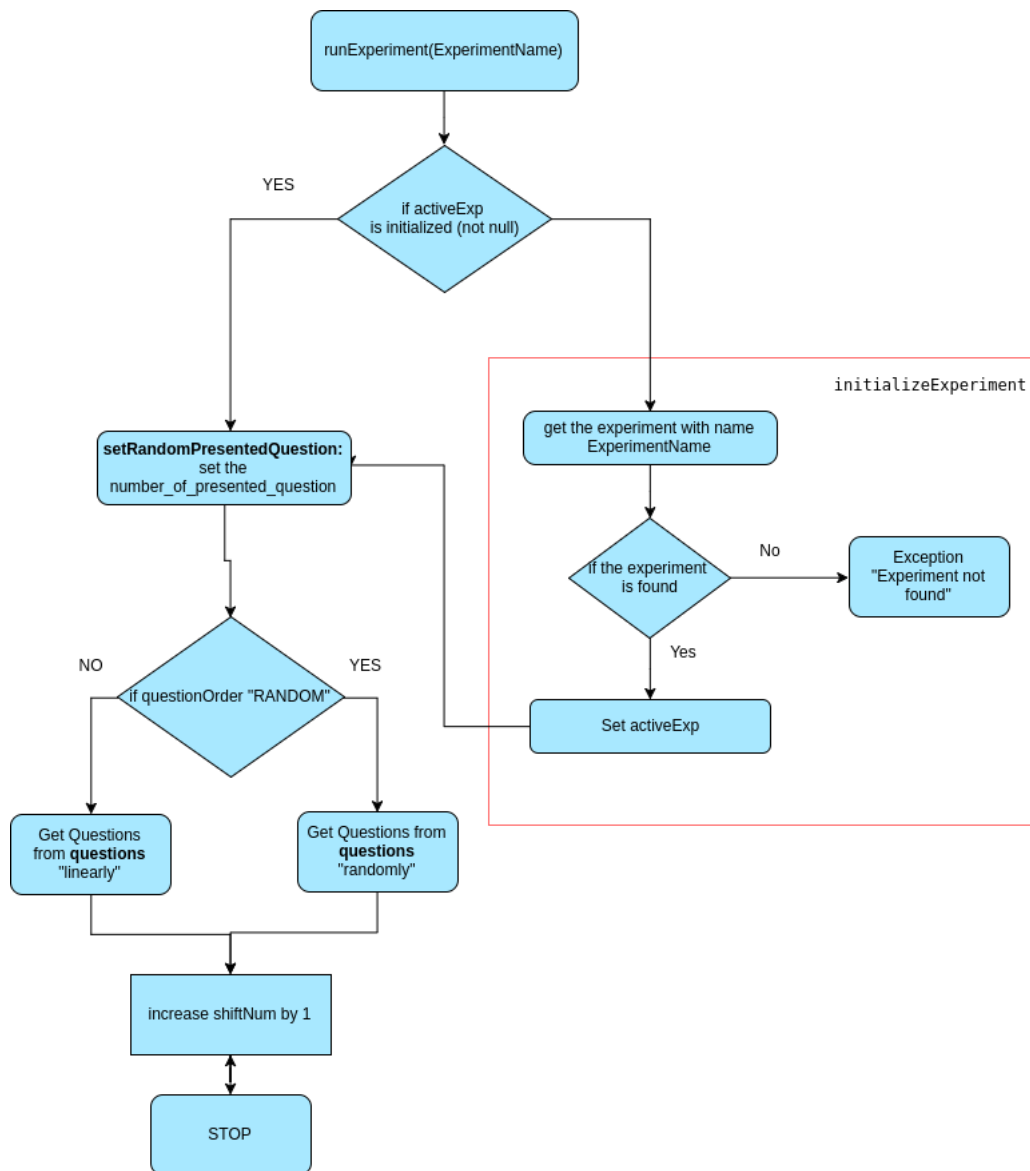 runExperiment(ExperimentName)
YES
if activeExp
is initialized (not null)
initializeExperiment
get the experiment with name
ExperimentName
setRandomPresentedQuestion:
set the
number_of_presented_question
if the experiment
is found
No
Exception
"Experiment not
found"
Yes
NO
YES
if questionOrder "RANDOM"
Set activeExp
Get Questions
from questions
"linearly"
Get Questions from
questions
"randomly"
increase shiftNum by 1
STOP